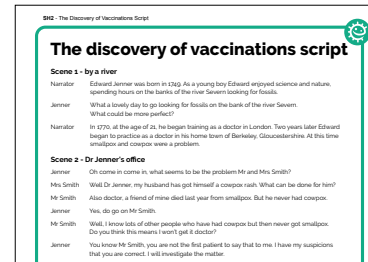 SH2 - The Discovery of Vaccinations Script
The discovery of vaccinations script
Scene 1 - by a river
Narrator Edward Jenner was born in 1749. As a young boy Edward enjoyed science and nature,
spending hours on the banks of the river Severn looking for fossils.
Jenner What a lovely day to go looking for fossils on the bank of the river Severn.
What could be more perfect?
Narrator In 1770, at the age of 21, he began training as a doctor in London. Two years later Edward
began to practice as a doctor in his home town of Berkeley, Gloucestershire. At this time
smallpox and cowpox were a problem.
Scene 2 - Dr Jenner's office
Jenner Oh come in come in, what seems to be the problem Mr and Mrs Smith?
Mrs Smith Well Dr Jenner, my husband has got himself a cowpox rash. What can be done for him?
Mr Smith Also doctor, a friend of mine died last year from smallpox. But he never had cowpox.
Jenner Yes, do go on Mr Smith.
Mr Smith Well, I know lots of other people who have had cowpox but then never got smallpox.
Do you think this means I won't get it doctor?
Jenner You know Mr Smith, you are not the first patient to say that to me. I have my suspicions
that you are correct. I will investigate the matter.